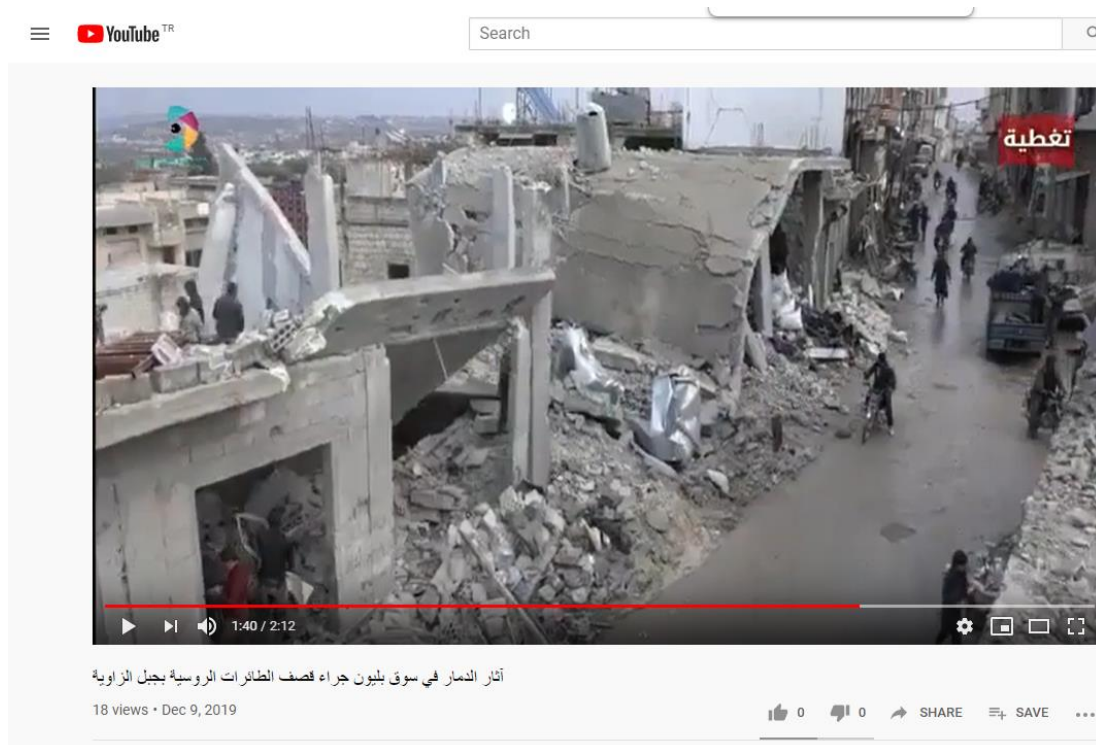 YouTube TR
Search
تغطية
1:40 / 2:12
آثار الدمار في سوق بليون جراء قصف الطائرات الروسية بجبل الزاوية
18 views • Dec 9, 2019
0
0
SHARE
SAVE